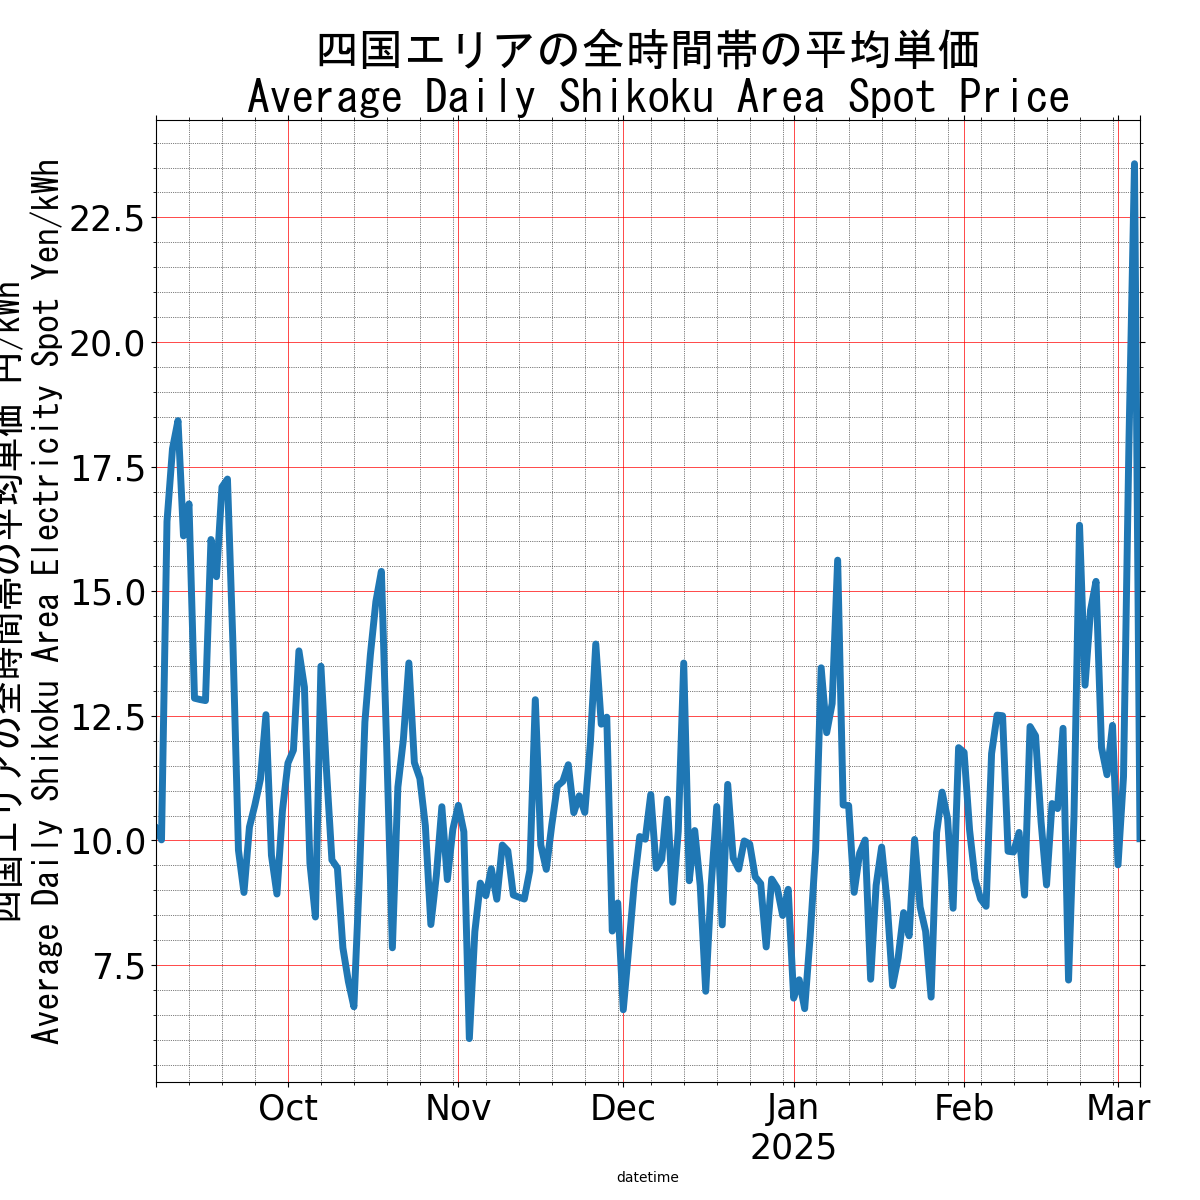 四国エリアの全時間帯の平均単価
Average Daily Shikoku Area Spot Price
四国エリアの全時間帯の平均単価 円/kWh
Average Daily Shikoku Area Electricity Spot Yen/kWh
22.5
20.0
17.5
15.0
12.5
10.0
7.5
Oct
Nov
Dec
Jan
2025
Feb
Mar
datetime